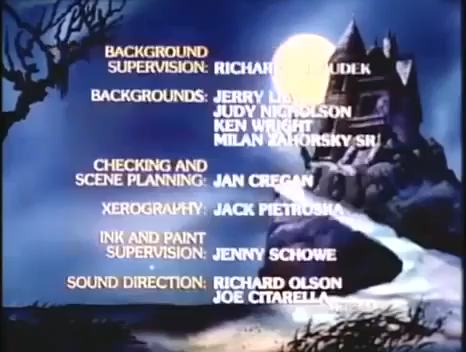 BACKGROUND
SUPERVISION: RICHARD
BACKGROUNDS: JERRY
JUDY NICHOLSON
KEN WRIGHT
MILAN ZAHORSKY SR.
CHECKING AND
SCENE PLANNING: JAN CREGAN
XEROGRAPHY: JACK PIETRUSKA
INK AND PAINT
SUPERVISION: JENNY SCHOWE
SOUND DIRECTION: RICHARD OLSON
JOE CITARELLA